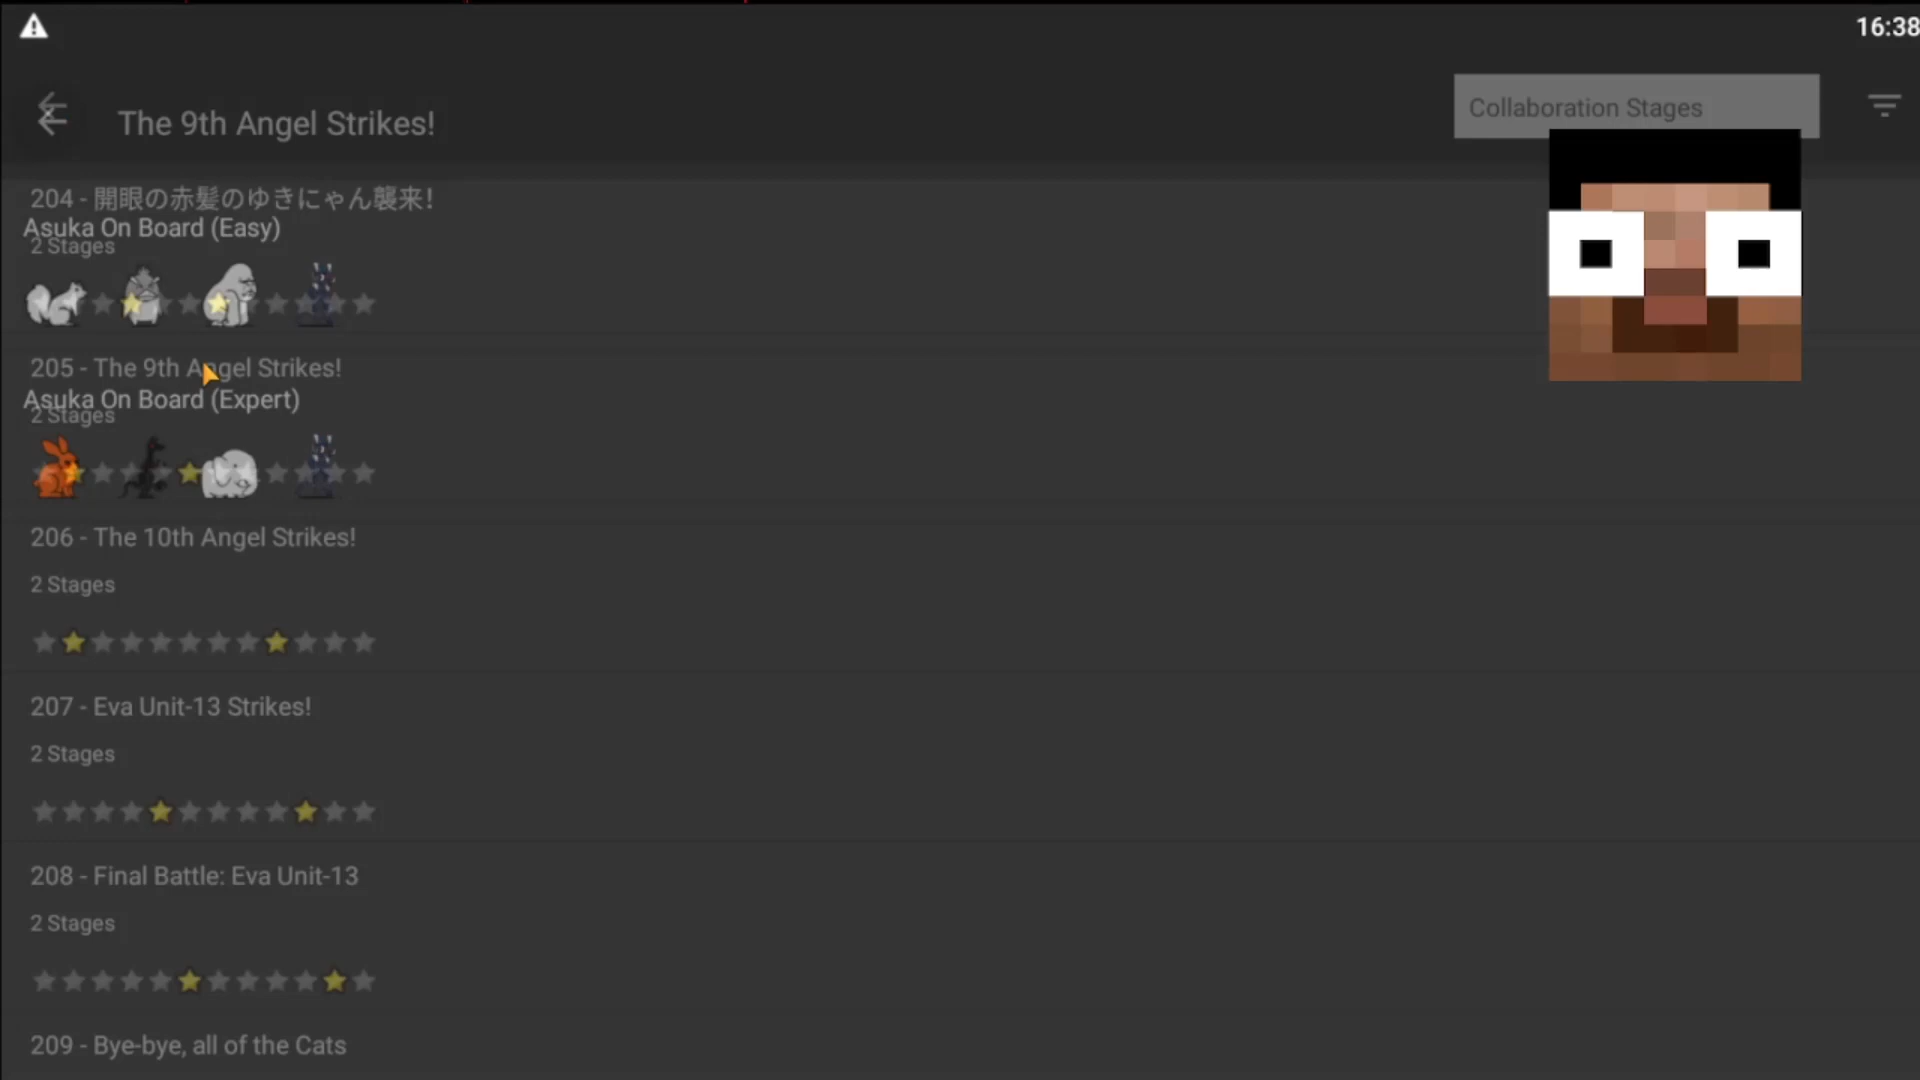 16:38
The 9th Angel Strikes!
Collaboration Stages
204 - 開眼の赤髪のゆきにゃん襲来!
Asuka On Board (Easy)
2 Stages
205 - The 9th Angel Strikes!
Asuka On Board (Expert)
2 Stages
206 - The 10th Angel Strikes!
2 Stages
207 - Eva Unit-13 Strikes!
2 Stages
208 - Final Battle: Eva Unit-13
2 Stages
209 - Bye-bye, all of the Cats